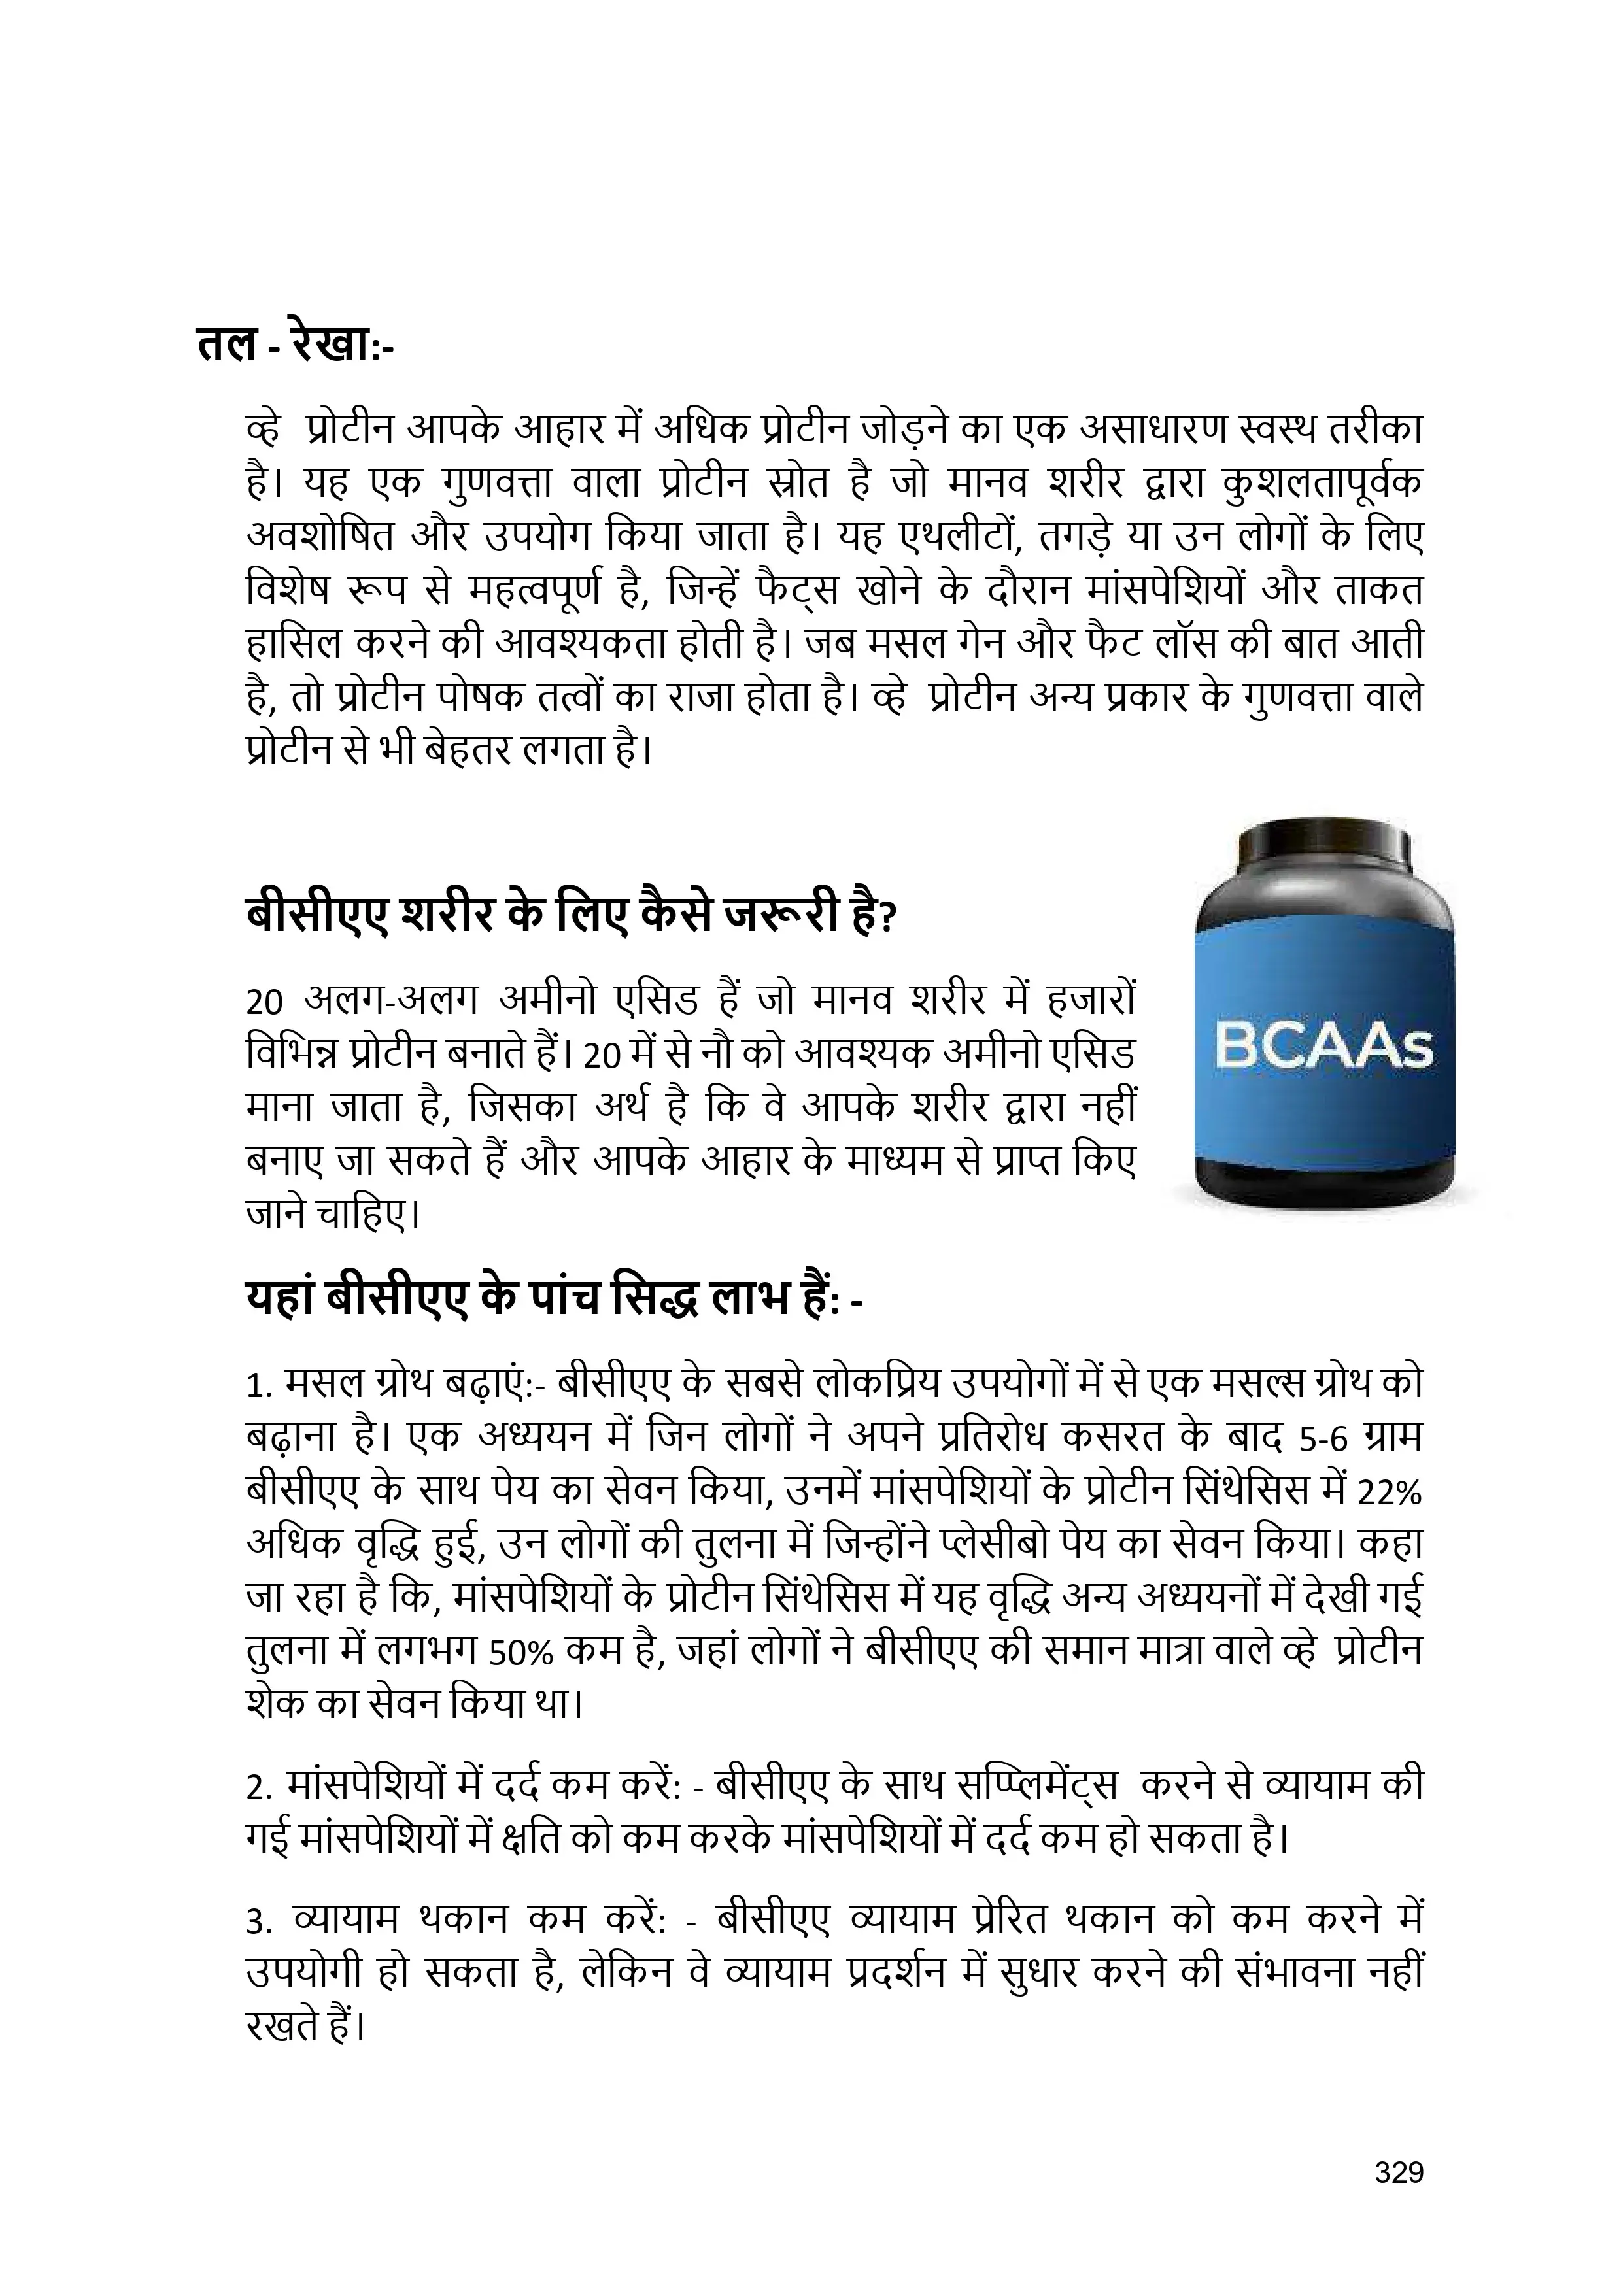 तल - रेखा:-
व्हे प्रोटीन आपके आहार में अधिक प्रोटीन जोड़ने का एक असाधारण स्वस्थ तरीका
है। यह एक गुणवत्ता वाला प्रोटीन स्रोत है जो मानव शरीर द्वारा कुशलतापूर्वक
अवशोषित और उपयोग किया जाता है। यह एथलीटों, तगड़े या उन लोगों के लिए
विशेष रूप से महत्वपूर्ण है, जिन्हें फैट्स खोने के दौरान मांसपेशियों और ताकत
हासिल करने की आवश्यकता होती है। जब मसल गेन और फैट लॉस की बात आती
है, तो प्रोटीन पोषक तत्वों का राजा होता है। व्हे प्रोटीन अन्य प्रकार के गुणवत्ता वाले
प्रोटीन से भी बेहतर लगता है।
बीसीएए शरीर के लिए कैसे जरूरी है?
20 अलग-अलग अमीनो एसिड हैं जो मानव शरीर में हजारों
विभिन्न प्रोटीन बनाते हैं। 20 में से नौ को आवश्यक अमीनो एसिड
माना जाता है, जिसका अर्थ है कि वे आपके शरीर द्वारा नहीं
बनाए जा सकते हैं और आपके आहार के माध्यम से प्राप्त किए
जाने चाहिए।
BCAAs
यहां बीसीएए के पांच सिद्ध लाभ हैं: -
1. मसल ग्रोथ बढ़ाएं:- बीसीएए के सबसे लोकप्रिय उपयोगों में से एक मसल्स ग्रोथ को
बढ़ाना है। एक अध्ययन में जिन लोगों ने अपने प्रतिरोध कसरत के बाद 5-6 ग्राम
बीसीएए के साथ पेय का सेवन किया, उनमें मांसपेशियों के प्रोटीन सिंथेसिस में 22%
अधिक वृद्धि हुई, उन लोगों की तुलना में जिन्होंने प्लेसीबो पेय का सेवन किया। कहा
जा रहा है कि, मांसपेशियों के प्रोटीन सिंथेसिस में यह वृद्धि अन्य अध्ययनों में देखी गई
तुलना में लगभग 50% कम है, जहां लोगों ने बीसीएए की समान मात्रा वाले व्हे प्रोटीन
शेक का सेवन किया था।
2. मांसपेशियों में दर्द कम करें: - बीसीएए के साथ सप्लिमेंट्स करने से व्यायाम की
गई मांसपेशियों में क्षति को कम करके मांसपेशियों में दर्द कम हो सकता है।
3. व्यायाम थकान कम करें: - बीसीएए व्यायाम प्रेरित थकान को कम करने में
उपयोगी हो सकता है, लेकिन वे व्यायाम प्रदर्शन में सुधार करने की संभावना नहीं
रखते हैं।
329